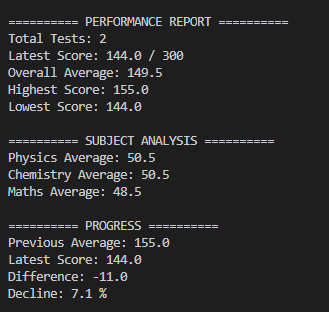 ========== PERFORMANCE REPORT ==========
Total Tests: 2
Latest Score: 144.0 / 300
Overall Average: 149.5
Highest Score: 155.0
Lowest Score: 144.0
========== SUBJECT ANALYSIS ==========
Physics Average: 50.5
Chemistry Average: 50.5
Maths Average: 48.5
========== PROGRESS ==========
Previous Average: 155.0
Latest Score: 144.0
Difference: -11.0
Decline: 7.1 %